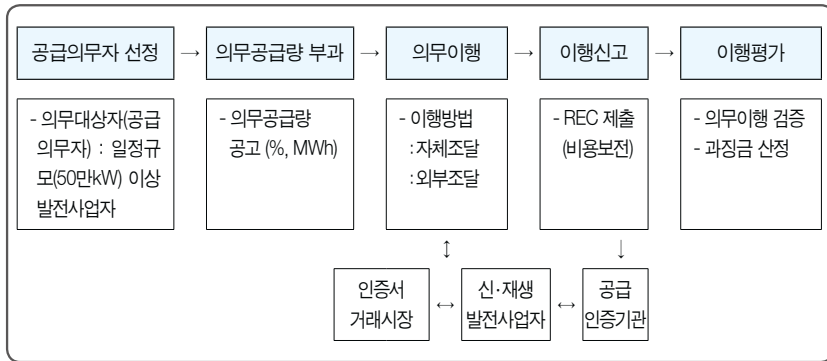 공급의무자 선정 → 의무공급량 부과 → 의무이행 → 이행신고 → 이행평가
- 의무대상자(공급
의무자) : 일정규
모(50만kW) 이상
발전사업자
- 의무공급량
공고 (%, MWh)
- 이행방법
:자체조달
:외부조달
- REC 제출
(비용보전)
- 의무이행 검증
- 과징금 산정
↕ ↓
인증서
거래시장
↔
신·재생
발전사업자
↔
공급
인증기관